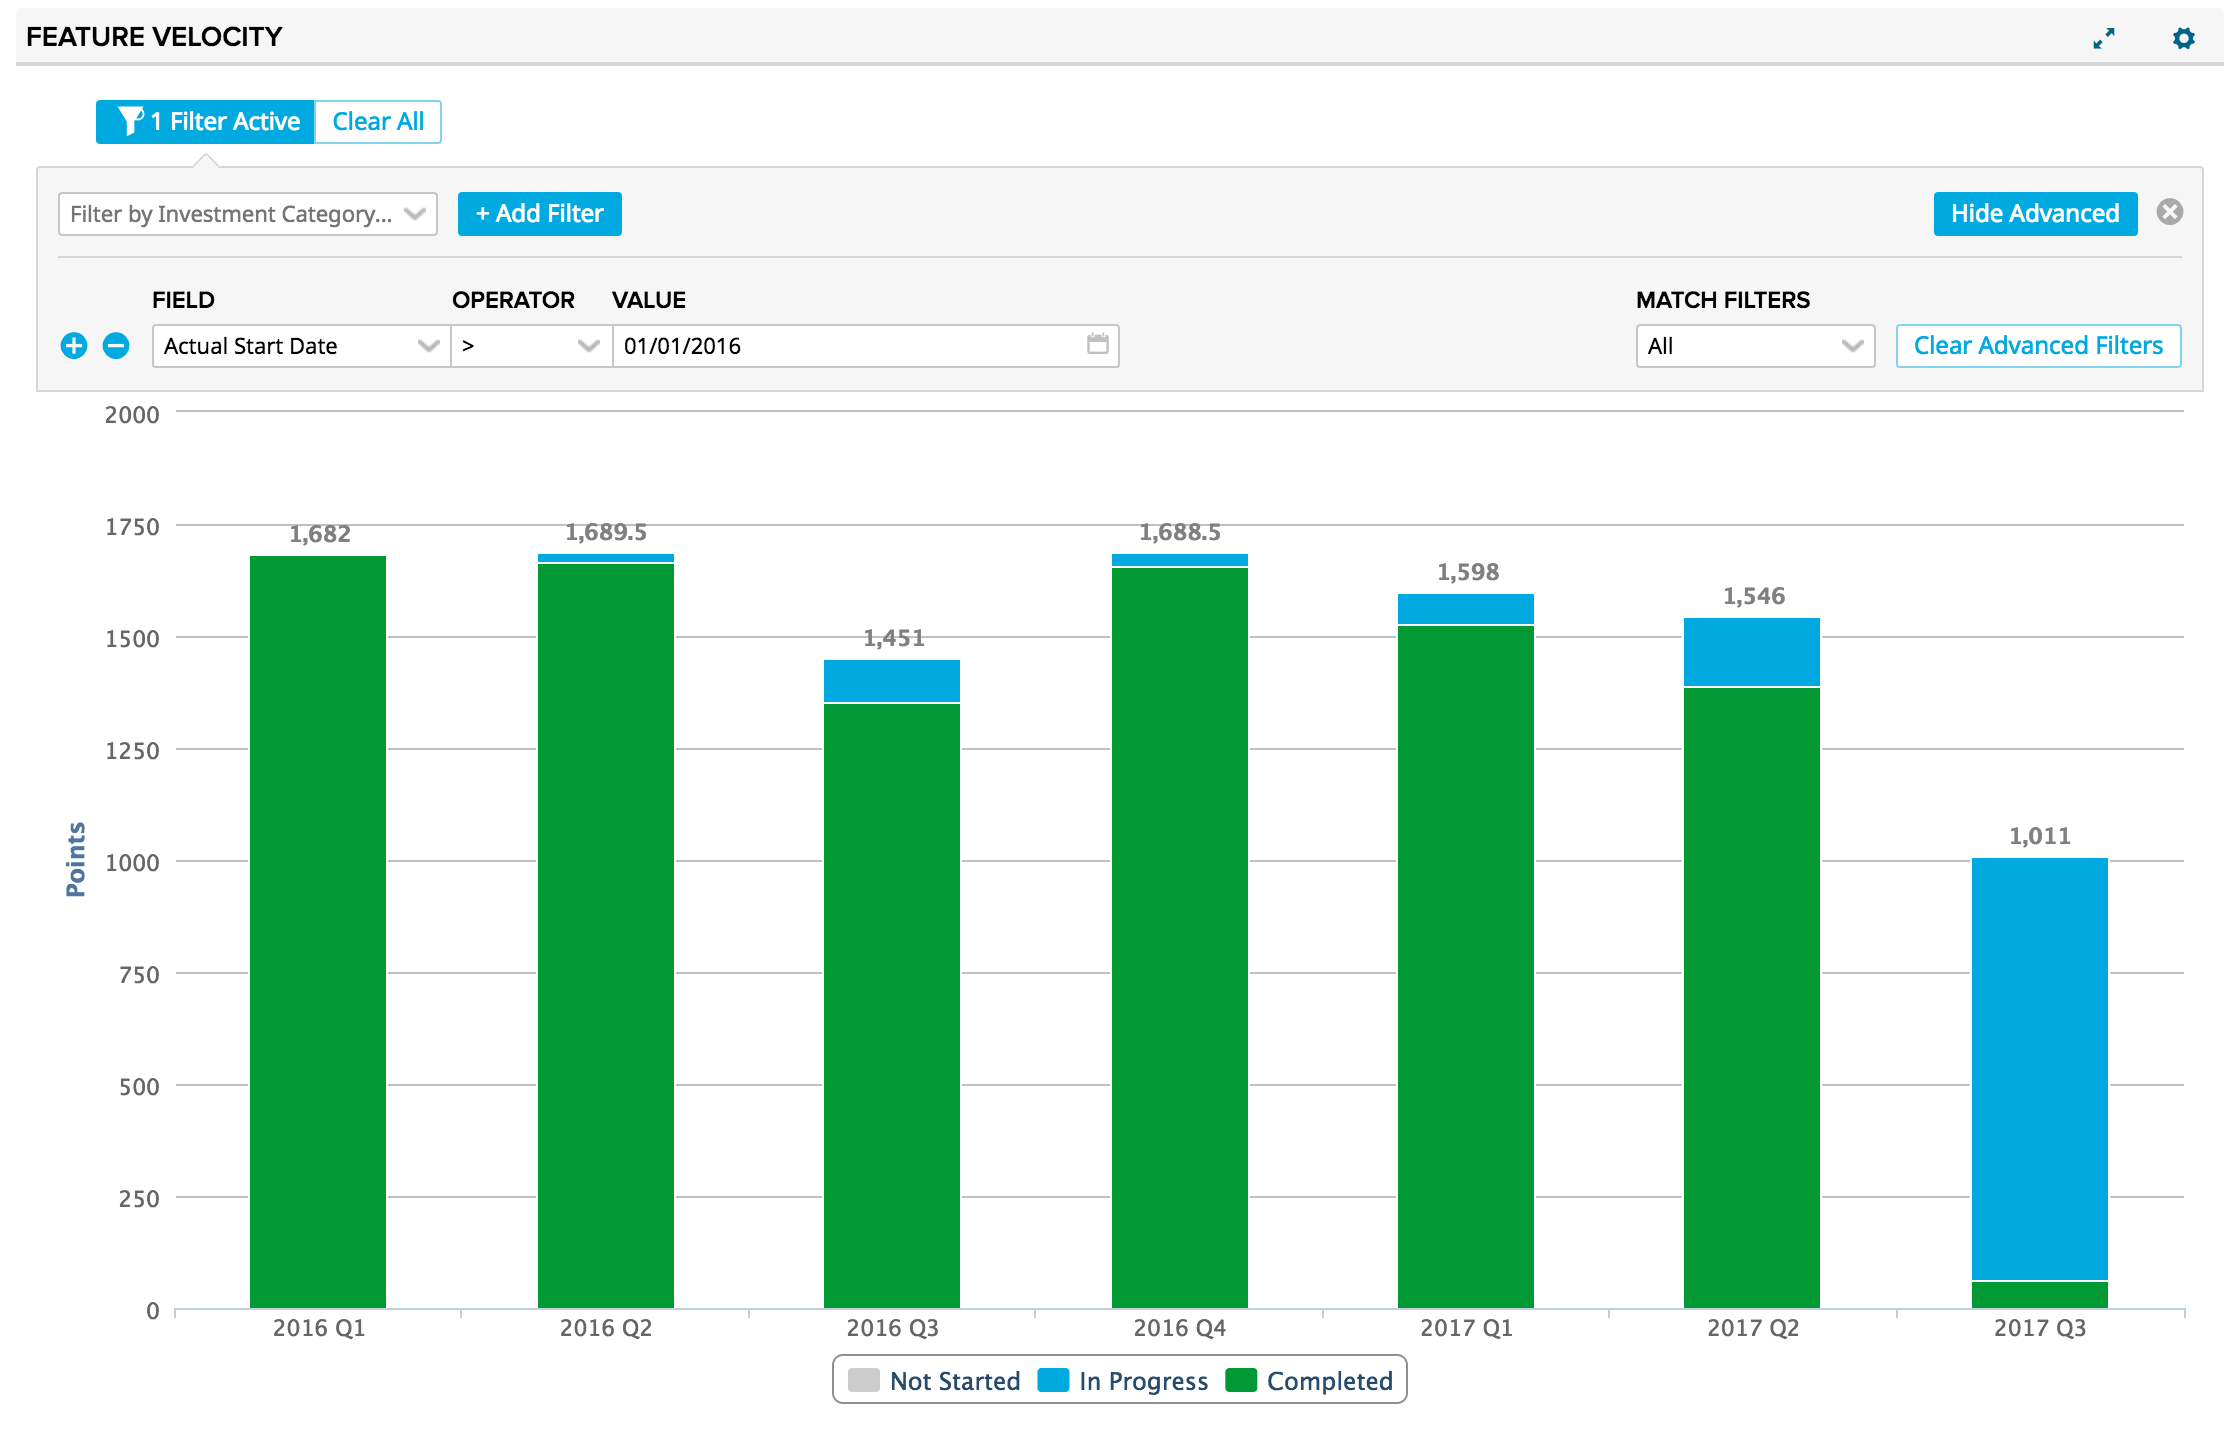 FEATURE VELOCITY
1 Filter Active Clear All
Filter by Investment Category... + Add Filter Hide Advanced
FIELD OPERATOR VALUE MATCH FILTERS
Actual Start Date > 01/01/2016 All Clear Advanced Filters
2000
1750
1500
1250
1000
750
500
250
0
Points
1,682
1,689.5
1,451
1,688.5
1,598
1,546
1,011
2016 Q1 2016 Q2 2016 Q3 2016 Q4 2017 Q1 2017 Q2 2017 Q3
Not Started In Progress Completed